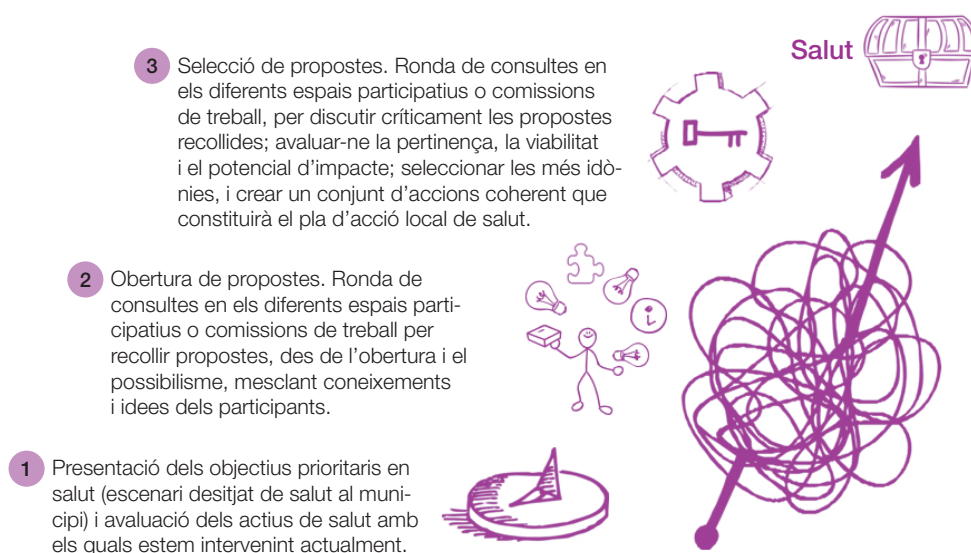 Salut
3 Selecció de propostes. Ronda de consultes en
els diferents espais participatius o comissions
de treball, per discutir críticament les propostes
recollides; avaluar-ne la pertinença, la viabilitat
i el potencial d'impacte; seleccionar les més idò-
nies, i crear un conjunt d'accions coherent que
constituirà el pla d'acció local de salut.
2 Obertura de propostes. Ronda de
consultes en els diferents espais parti-
cipatius o comissions de treball per
recollir propostes, des de l'obertura i el
possibilisme, mesclant coneixements
i idees dels participants.
1 Presentació dels objectius prioritaris en
salut (escenari desitjat de salut al muni-
cipi) i avaluació dels actius de salut amb
els quals estem intervenint actualment.